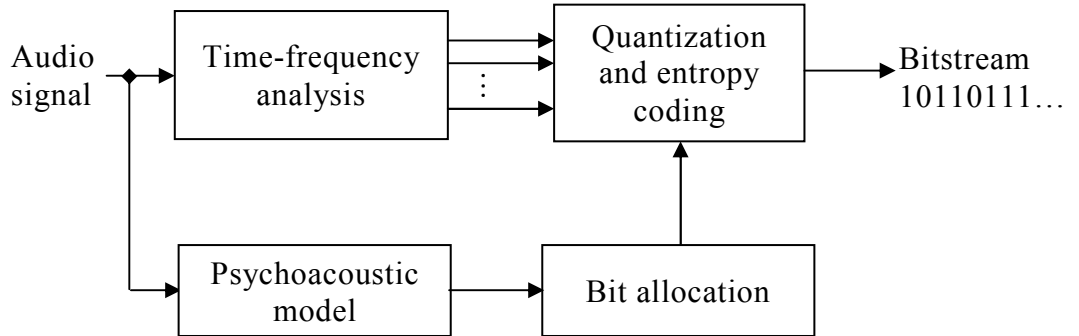 Audio
signal
Time-frequency
analysis
⋮
Quantization
and entropy
coding
Bitstream
10110111…
Psychoacoustic
model
Bit allocation